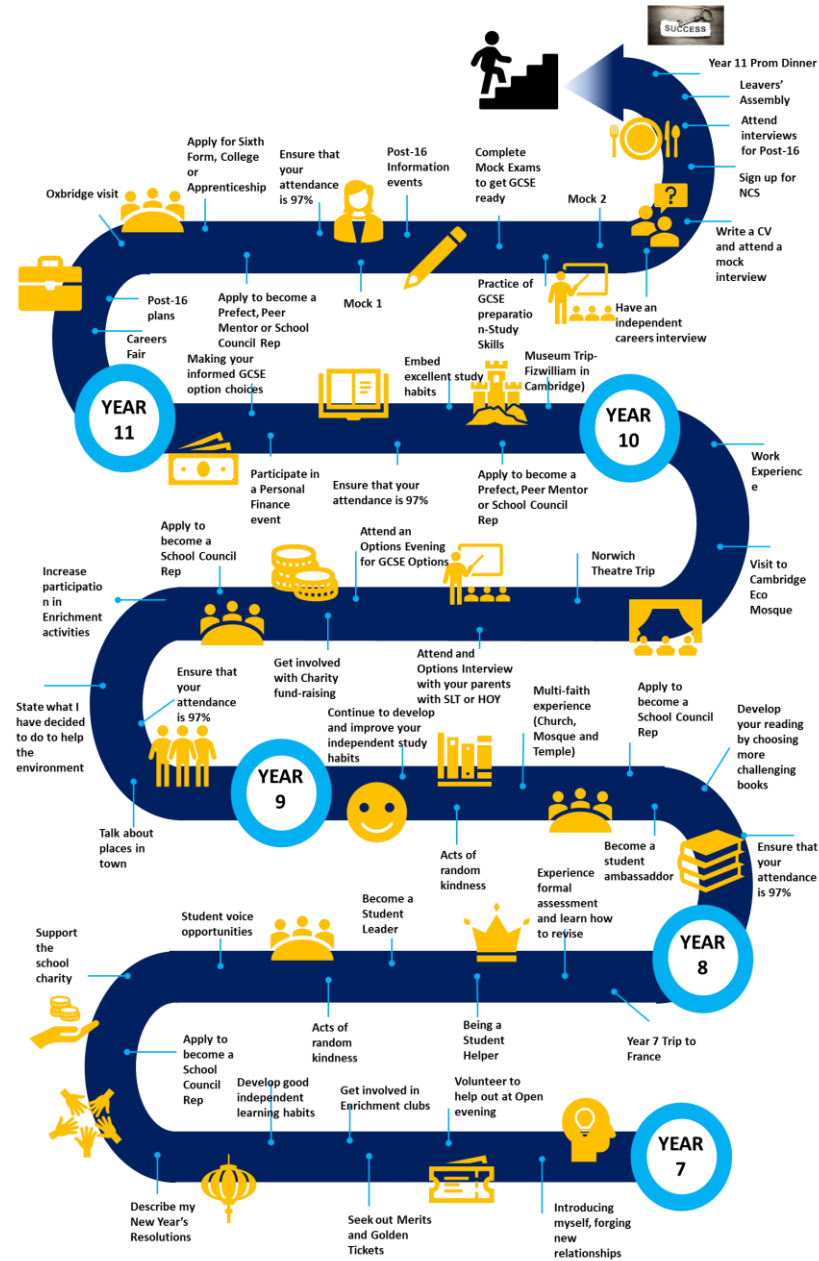 SUCCESS
Year 11 Prom Dinner
Leavers'
Assembly
Attend
interviews
for Post-16
Sign up for
NCS
Write a CV
and attend a
mock
interview
Have an
independent
careers interview
Mock 2
Practice of
GCSE
preparatio
n-Study
Skills
Complete
Mock Exams
to get GCSE
ready
Post-16
Information
events
Mock 1
Ensure that
your
attendance
is 97%
Apply to become a
Prefect, Peer
Mentor or School
Council Rep
Apply for Sixth
Form, College
or
Apprenticeship
Oxbridge visit
Post-16
plans
Careers
Fair
YEAR
11
Making your
informed GCSE
option choices
Participate in
a Personal
Finance
event
Ensure that your
attendance is 97%
Embed
excellent study
habits
Apply to become a
Prefect, Peer Mentor
or School Council
Rep
Museum Trip-
Fizwilliam in
Cambridge)
YEAR
10
Work
Experienc
e
Visit to
Cambridge
Eco
Mosque
Norwich
Theatre Trip
Attend and
Options Interview
with your parents
with SLT or HOY
Attend an
Options Evening
for GCSE Options
Get involved
with Charity
fund-raising
Apply to
become a
School Council
Rep
Increase
participatio
n in
Enrichment
activities
State what I
have decided
to do to help
the
environment
Ensure that
your
attendance
is 97%
Talk about
places in
town
YEAR
9
Continue to develop
and improve your
independent study
habits
Acts of
random
kindness
Multi-faith
experience
(Church,
Mosque and
Temple)
Become a
student
ambassaddor
Apply to
become a
School Council
Rep
Develop
your reading
by choosing
more
challenging
books
Ensure that
your
attendance
is 97%
YEAR
8
Year 7 Trip to
France
Experience
formal
assessment
and learn how
to revise
Being a
Student
Helper
Become a
Student
Leader
Acts of
random
kindness
Student voice
opportunities
Support
the
school
charity
Apply to
become a
School
Council
Rep
Describe my
New Year's
Resolutions
Develop good
independent
learning habits
Get involved in
Enrichment clubs
Seek out Merits
and Golden
Tickets
Volunteer to
help out at Open
evening
Introducing
myself, forging
new
relationships
YEAR
7